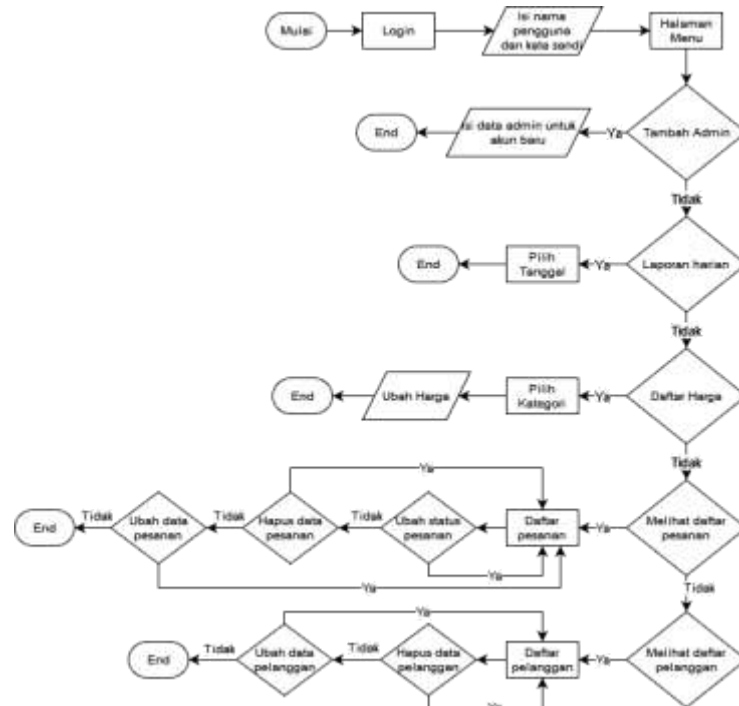 Mulai
Login
Isi nama
pengguna
dan kata sandi
Halaman
Menu
End
Isi data admin untuk
akun baru
Ya
Tambah Admin
Tidak
End
Pilih
Tanggal
Ya
Laporan harian
Tidak
End
Ubah Harga
Pilih
Kategori
Ya
Daftar Harga
Tidak
Ya
End
Tidak
Ubah data
pesanan
Tidak
Hapus data
pesanan
Tidak
Ubah status
pesanan
Daftar
pesanan
Ya
Melihat daftar
pesanan
Ya
Ya
Tidak
Ya
End
Tidak
Ubah data
pelanggan
Tidak
Hapus data
pelanggan
Daftar
pelanggan
Ya
Melihat daftar
pelanggan
Ya